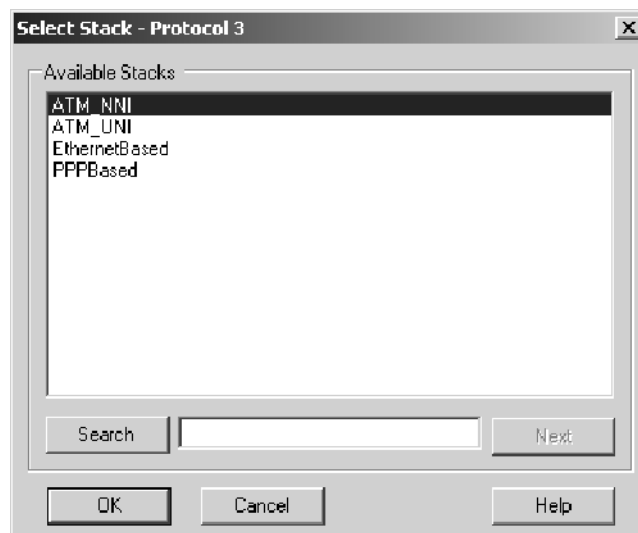 Select Stack - Protocol 3
Available Stacks
ATM_NNI
ATM_UNI
EthernetBased
PPPBased
Search
Next
OK
Cancel
Help